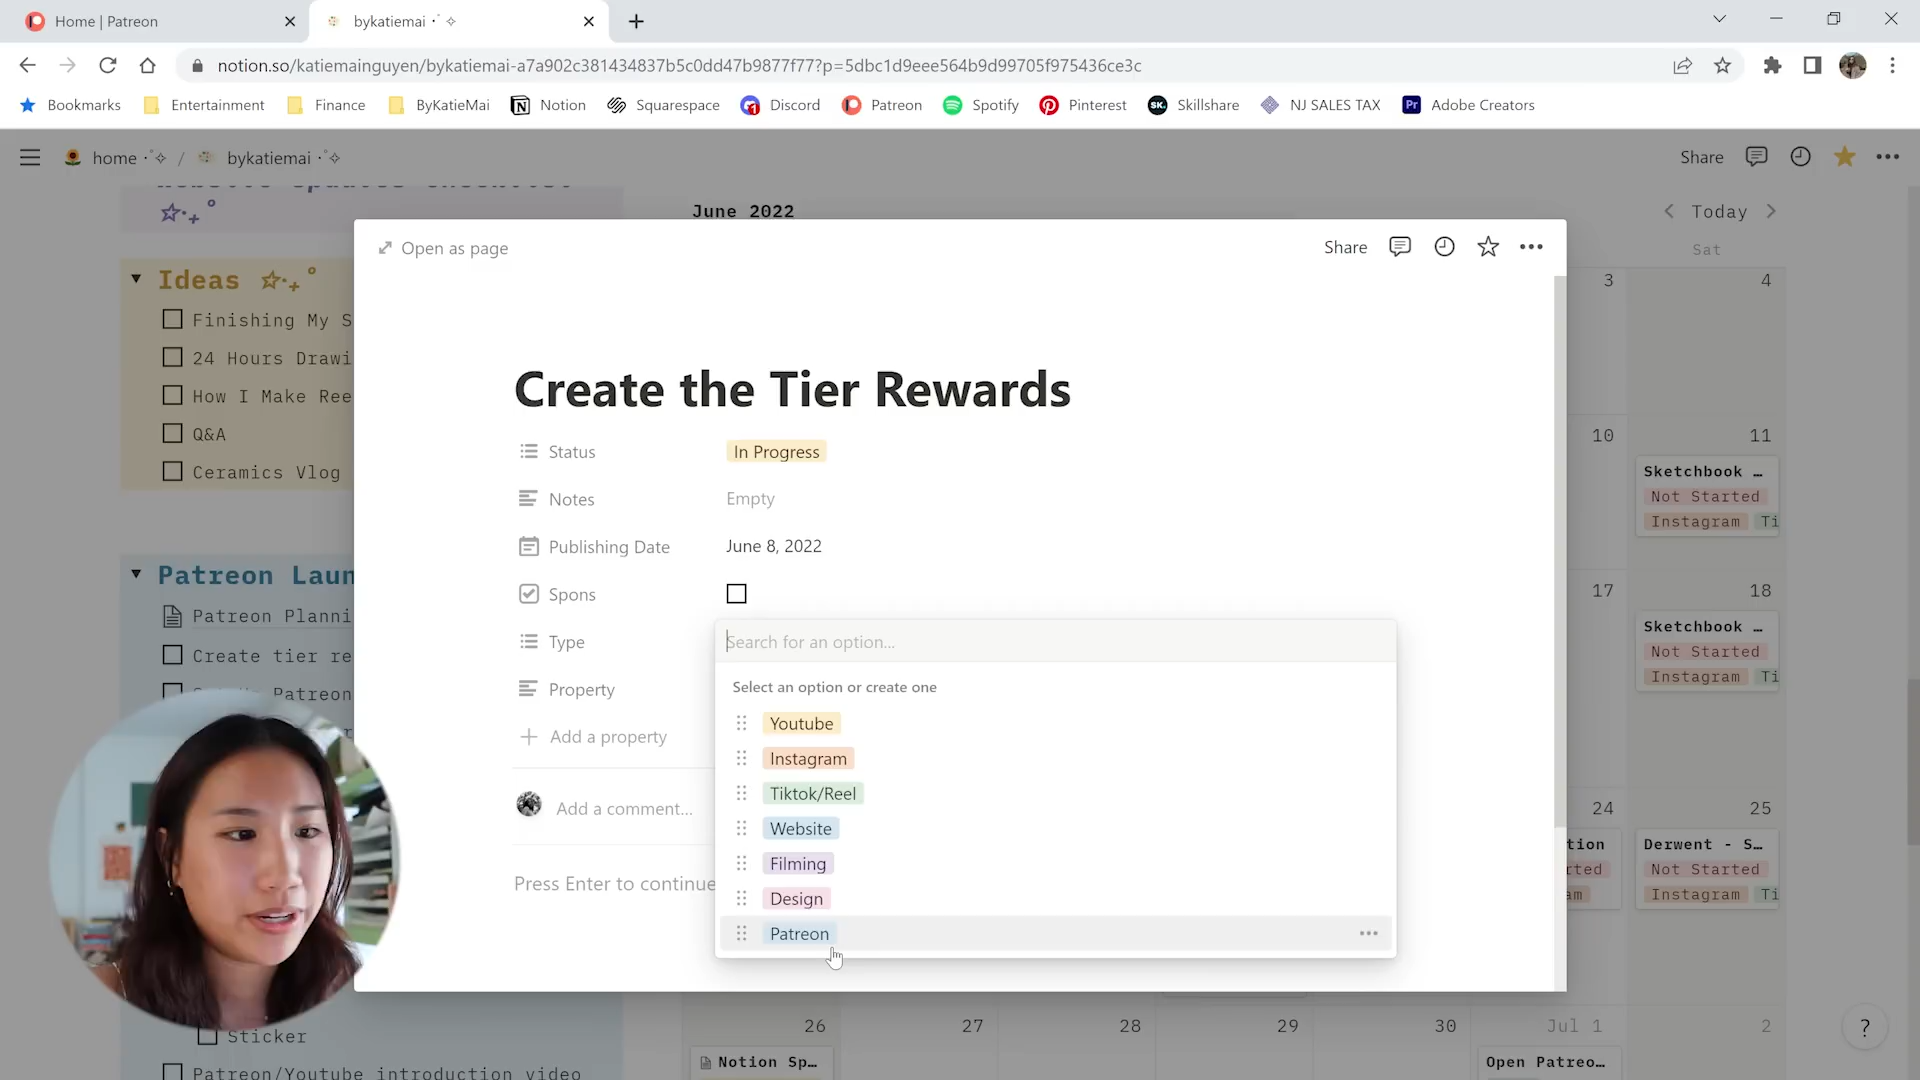 Home | Patreon
bykatiemai
notion.so/katiemainguyen/bykatiemai-a7a902c381434837b5c0dd47b9877f77?p=5dbc1d9eee564b9d99705f975436ce3c
Bookmarks Entertainment Finance ByKatieMai Notion Squarespace Discord Patreon Spotify Pinterest Skillshare NJ SALES TAX Adobe Creators
home / bykatiemai
Share
June 2022
Today
Sat
Open as page
Share
Ideas
Finishing My S
24 Hours Drawi
How I Make Ree
Q&A
Ceramics Vlog
Patreon Laun
Patreon Planni
Create tier re
Patreon
Sticker
Patreon/Youtube introduction video
Create the Tier Rewards
Status In Progress
Notes Empty
Publishing Date June 8, 2022
Spons
Type Search for an option...
Select an option or create one
Property
Add a property
Youtube
Instagram
Tiktok/Reel
Website
Filming
Design
Patreon
Add a comment...
Press Enter to continue
3 4
10 11
Sketchbook …
Not Started
Instagram Ti
17 18
Sketchbook …
Not Started
Instagram Ti
24 25
tion
rted
am
Derwent - S…
Not Started
Instagram Ti
26 27 28 29 30 Jul 1 2
Notion Sp…
Open Patreo…
?